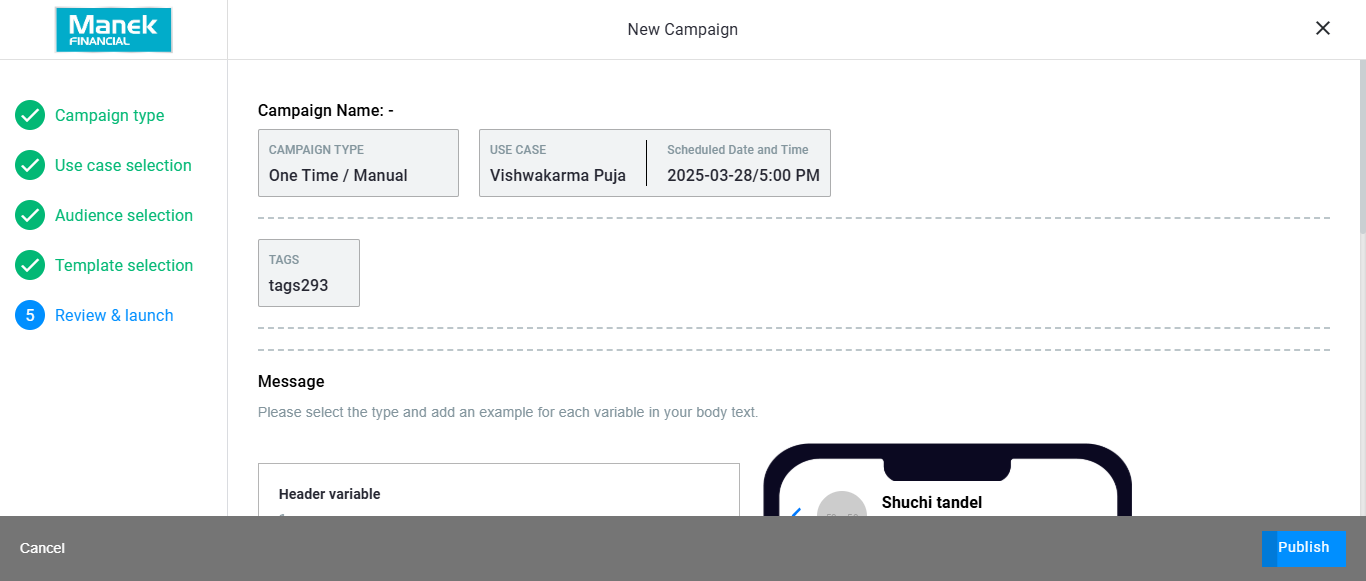 Manek
FINANCIAL
New Campaign
Campaign type
Use case selection
Audience selection
Template selection
5 Review & launch
Campaign Name: -
CAMPAIGN TYPE
One Time / Manual
USE CASE
Vishwakarma Puja
Scheduled Date and Time
2025-03-28/5:00 PM
TAGS
tags293
Message
Please select the type and add an example for each variable in your body text.
Header variable
Shuchi tandel
Cancel
Publish